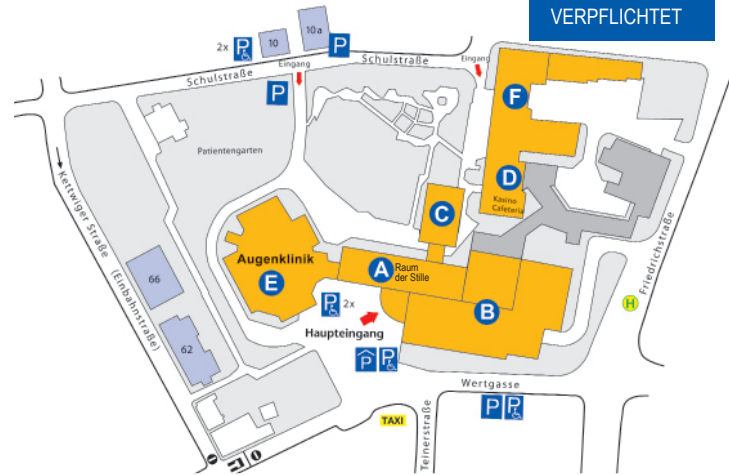 VERPFLICHTET
10
10a
2x
P
P
Eingang
Schulstraße
Schulstraße
Eingang
P
F
Patientengarten
D
Kasino
Cafeteria
C
Kettwiger Straße
(Einbahnstraße)
Augenklinik
E
A
Raum
der Stille
66
P
2x
B
Friedrichstraße
H
Haupteingang
P
P
62
Wertgasse
P
P
TAXI
Teinerstraße